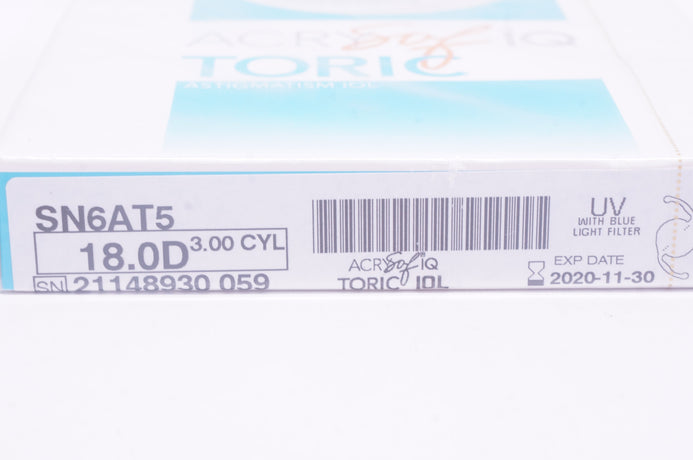 ACRYSof IQ
TORIC
ASTIGMATISM IOL
SN6AT5
18.0D 3.00 CYL
SN 21148930 059
ACRYSof IQ
TORIC IOL
UV
WITH BLUE
LIGHT FILTER
EXP DATE
2020-11-30